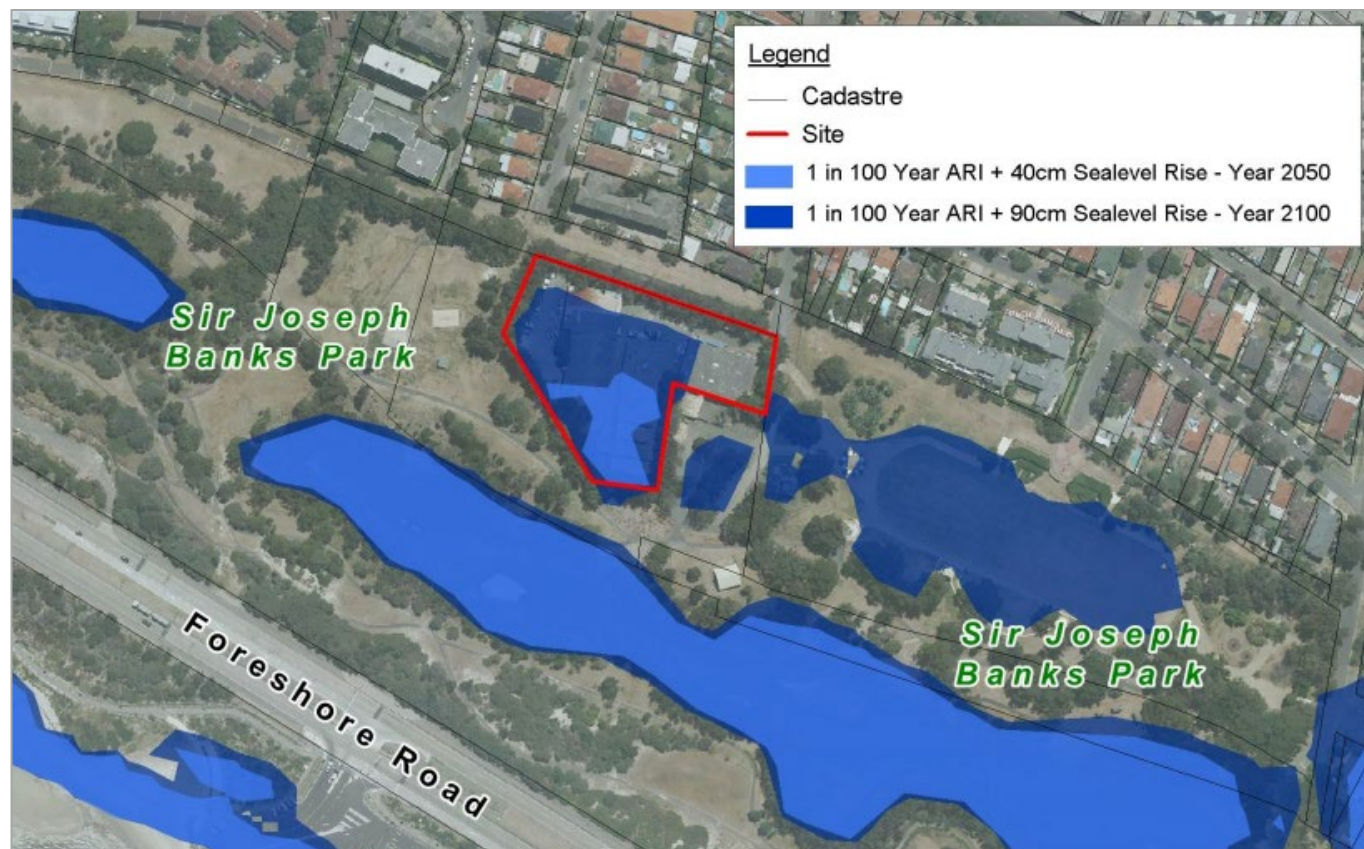 Legend
Cadastre
Site
1 in 100 Year ARI + 40cm Sealevel Rise - Year 2050
1 in 100 Year ARI + 90cm Sealevel Rise - Year 2100
Sir Joseph
Banks Park
Sir Joseph
Banks Park
Foreshore Road